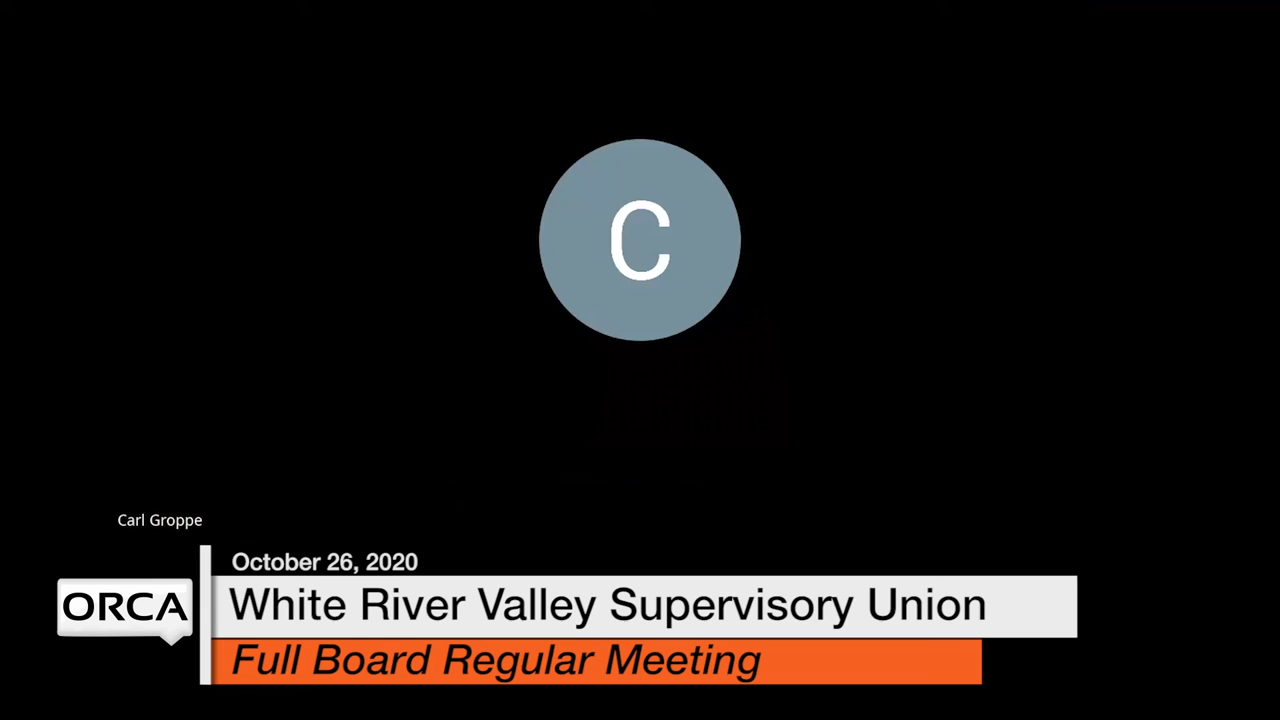 C
Carl Groppe
October 26, 2020
ORCA
White River Valley Supervisory Union
Full Board Regular Meeting